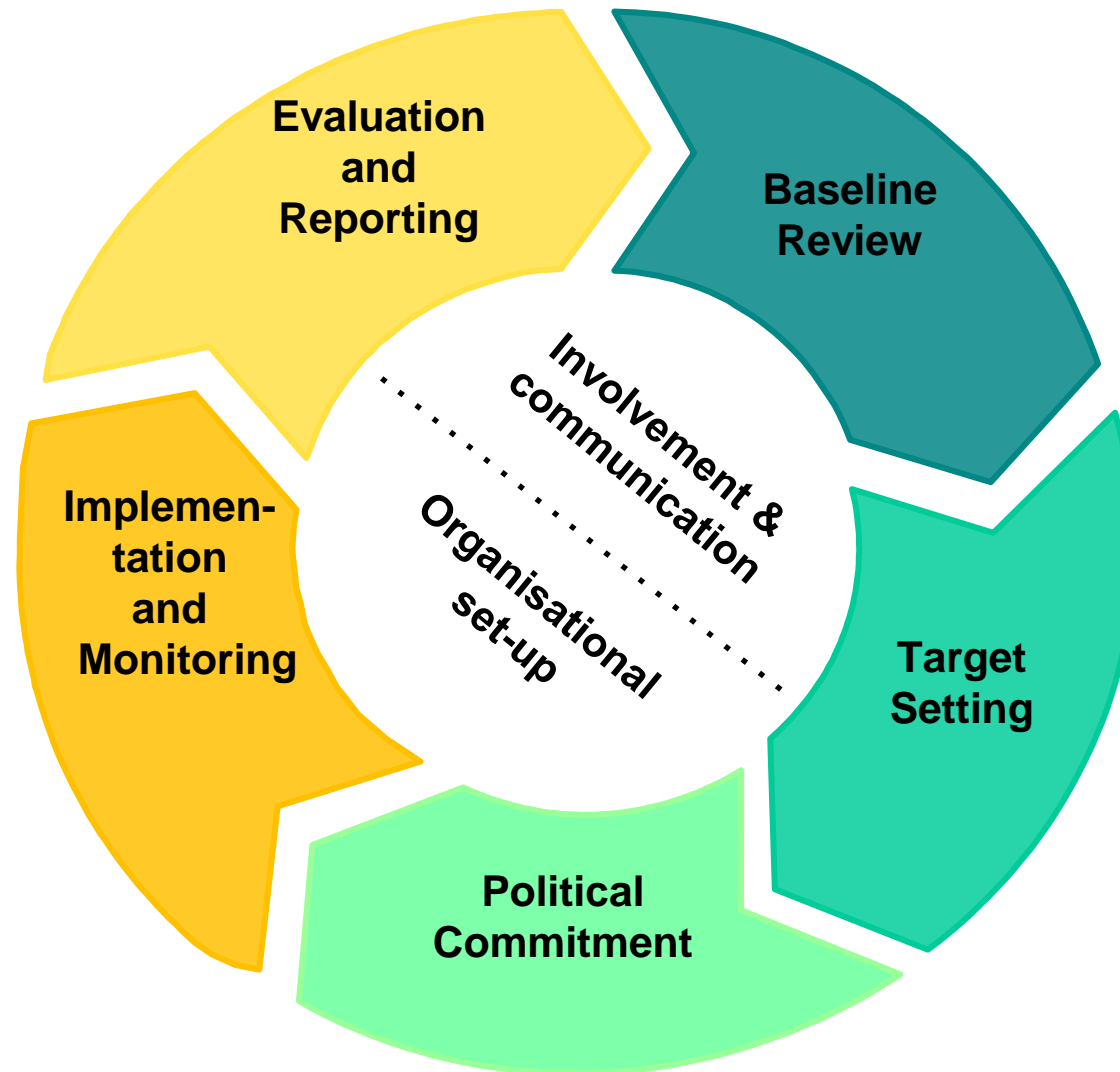 Evaluation
and
Reporting
Baseline
Review
Involvement &
communication
Organisational
set-up
Implemen-
tation
and
Monitoring
Target
Setting
Political
Commitment